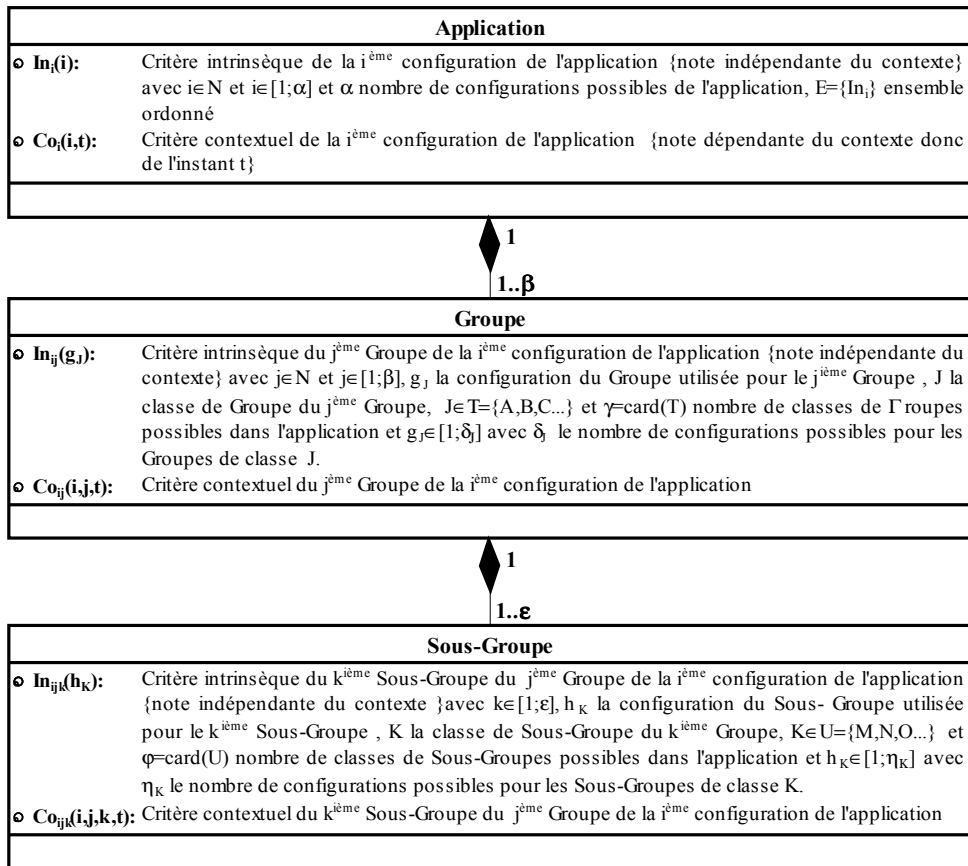 Application
In_i(i): Critère intrinsèque de la i^ième configuration de l'application {note indépendante du contexte}
avec i∈N et i∈[1;α] et α nombre de configurations possibles de l'application, E={In_i} ensemble
ordonné
Co_i(i,t): Critère contextuel de la i^ème configuration de l'application {note dépendante du contexte donc
de l'instant t}
1
1..β
Groupe
In_ij(g_J): Critère intrinsèque du j^ème Groupe de la i^ème configuration de l'application {note indépendante du
contexte} avec j∈N et j∈[1;β], g_J la configuration du Groupe utilisée pour le j^ième Groupe , J la
classe de Groupe du j^ème Groupe, J∈T={A,B,C...} et γ=card(T) nombre de classes de Γroupes
possibles dans l'application et g_J∈[1;δ_J] avec δ_J le nombre de configurations possibles pour les
Groupes de classe J.
Co_ij(i,j,t): Critère contextuel du j^ème Groupe de la i^ème configuration de l'application
1
1..ε
Sous-Groupe
In_ijk(h_K): Critère intrinsèque du k^ième Sous-Groupe du j^ème Groupe de la i^ème configuration de l'application
{note indépendante du contexte }avec k∈[1;ε], h_K la configuration du Sous- Groupe utilisée
pour le k^ième Sous-Groupe , K la classe de Sous-Groupe du k^ième Groupe, K∈U={M,N,O...} et
φ=card(U) nombre de classes de Sous-Groupes possibles dans l'application et h_K∈[1;η_K] avec
η_K le nombre de configurations possibles pour les Sous-Groupes de classe K.
Co_ijk(i,j,k,t): Critère contextuel du k^ième Sous-Groupe du j^ème Groupe de la i^ème configuration de l'application